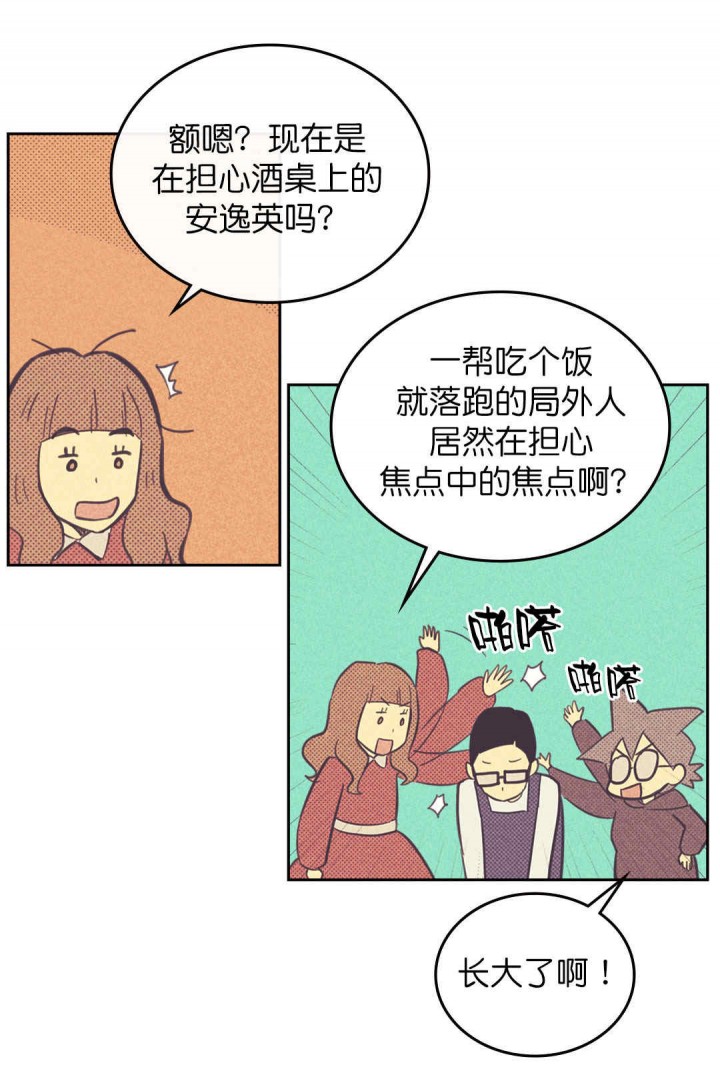 额嗯？现在是
在担心酒桌上的
安逸英吗？
一帮吃个饭
就落跑的局外人
居然在担心
焦点中的焦点啊？
啪嗒
啪嗒
长大了啊！